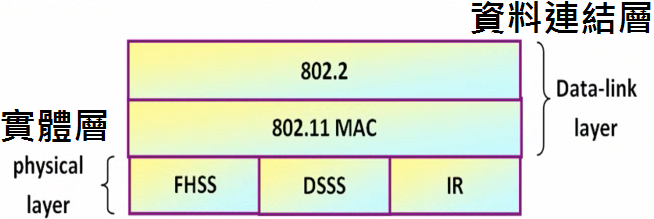 資料連結層
802.2
Data-link
layer
802.11 MAC
實體層
physical
layer
FHSS
DSSS
IR